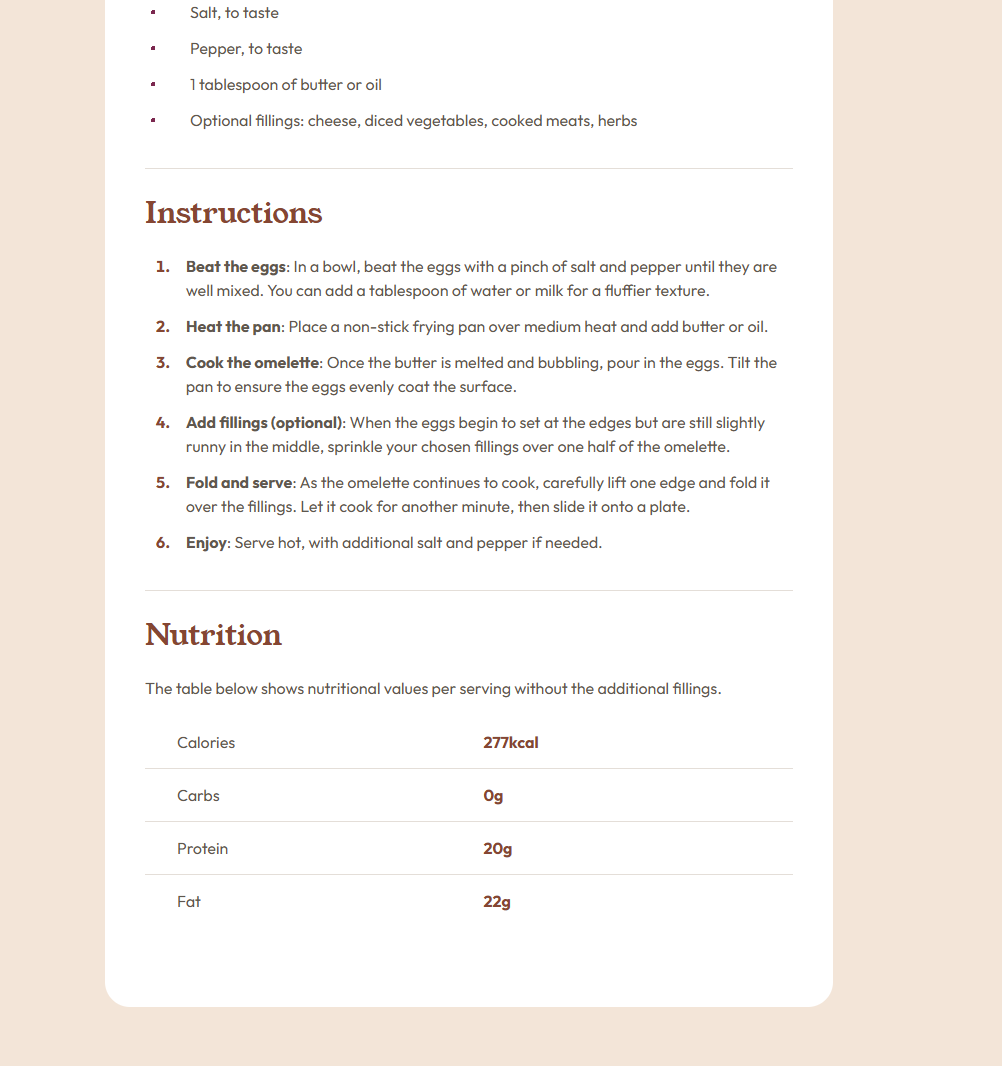 Salt, to taste
Pepper, to taste
1 tablespoon of butter or oil
Optional fillings: cheese, diced vegetables, cooked meats, herbs
Instructions
1. Beat the eggs: In a bowl, beat the eggs with a pinch of salt and pepper until they are
well mixed. You can add a tablespoon of water or milk for a fluffier texture.
2. Heat the pan: Place a non-stick frying pan over medium heat and add butter or oil.
3. Cook the omelette: Once the butter is melted and bubbling, pour in the eggs. Tilt the
pan to ensure the eggs evenly coat the surface.
4. Add fillings (optional): When the eggs begin to set at the edges but are still slightly
runny in the middle, sprinkle your chosen fillings over one half of the omelette.
5. Fold and serve: As the omelette continues to cook, carefully lift one edge and fold it
over the fillings. Let it cook for another minute, then slide it onto a plate.
6. Enjoy: Serve hot, with additional salt and pepper if needed.
Nutrition
The table below shows nutritional values per serving without the additional fillings.
Calories 277kcal
Carbs 0g
Protein 20g
Fat 22g